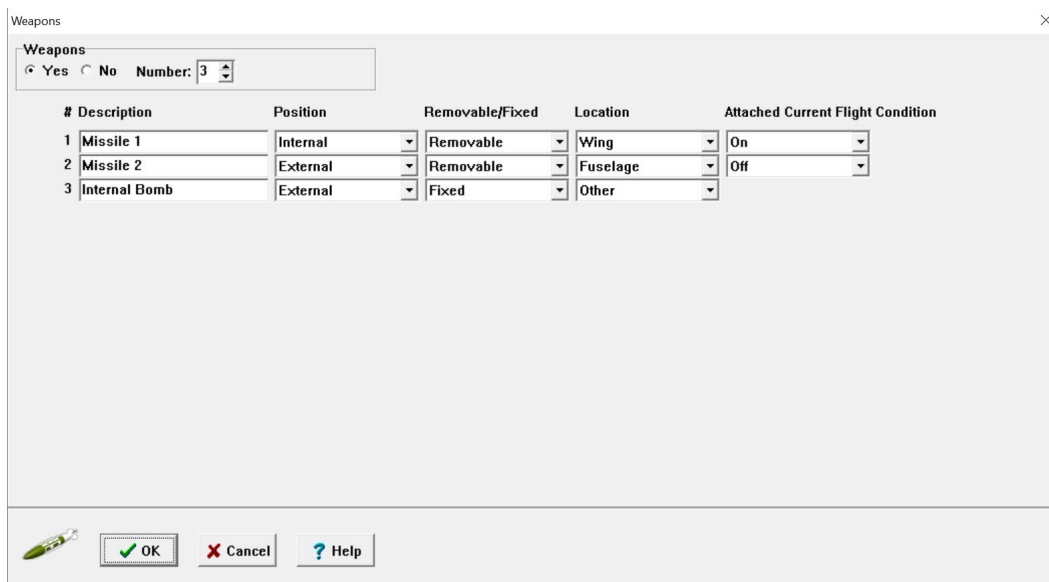 Weapons
Weapons
Yes No Number: 3
# Description Position Removable/Fixed Location Attached Current Flight Condition
1 Missile 1 Internal Removable Wing On
2 Missile 2 External Removable Fuselage Off
3 Internal Bomb External Fixed Other
OK Cancel ? Help